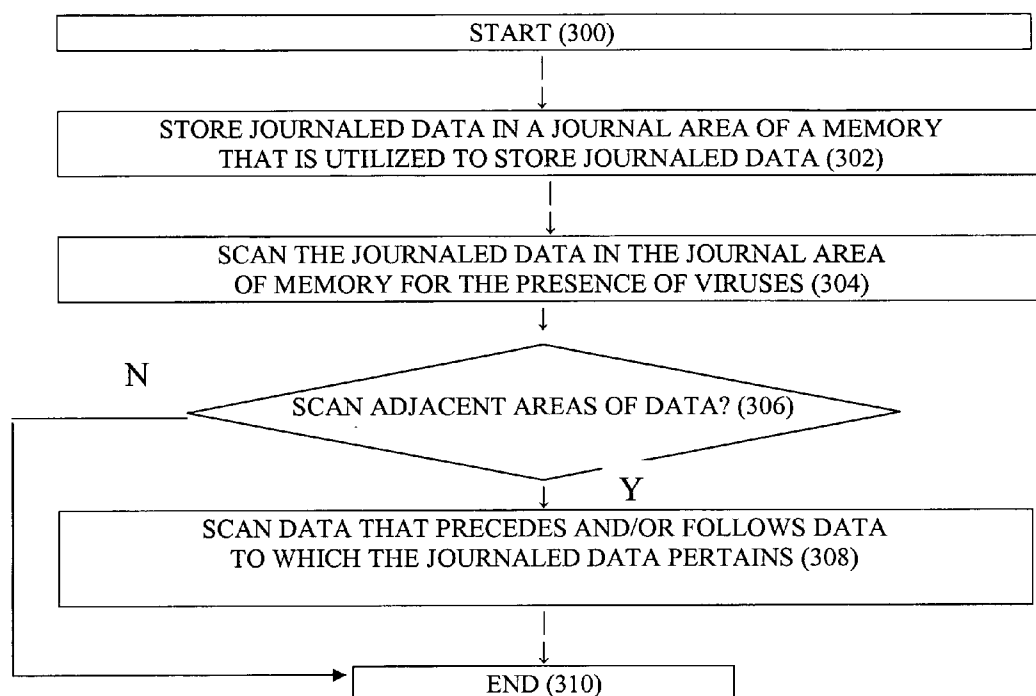 START (300)
STORE JOURNALED DATA IN A JOURNAL AREA OF A MEMORY
THAT IS UTILIZED TO STORE JOURNALED DATA (302)
SCAN THE JOURNALED DATA IN THE JOURNAL AREA
OF MEMORY FOR THE PRESENCE OF VIRUSES (304)
N
SCAN ADJACENT AREAS OF DATA? (306)
Y
SCAN DATA THAT PRECEDES AND/OR FOLLOWS DATA
TO WHICH THE JOURNALED DATA PERTAINS (308)
END (310)